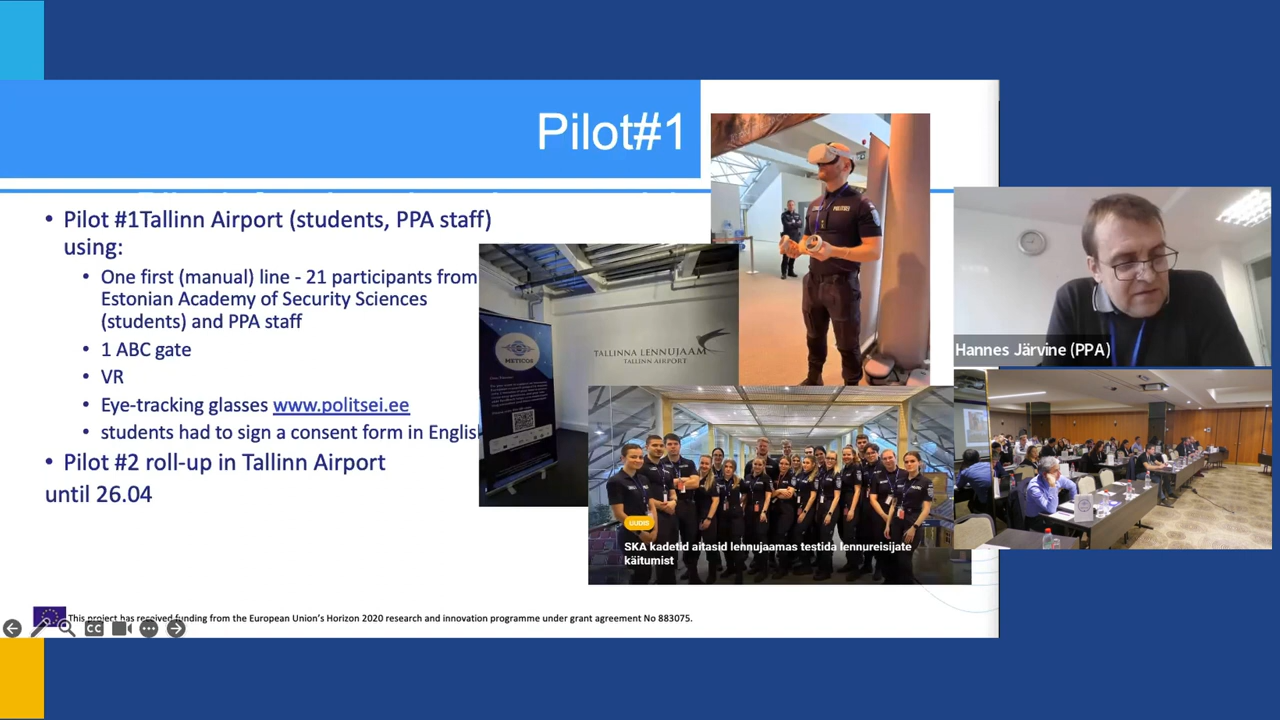 Pilot#1
• Pilot #1Tallinn Airport (students, PPA staff)
using:
• One first (manual) line - 21 participants from
Estonian Academy of Security Sciences
(students) and PPA staff
• 1 ABC gate
• VR
• Eye-tracking glasses www.politsei.ee
• students had to sign a consent form in Englis
• Pilot #2 roll-up in Tallinn Airport
until 26.04
POLITSEI
METICOS
TALLINNA LENNUJAAM
TALLINN AIRPORT
UUDIS
SKA kadetid aitasid lennujaamas testida lennureisijate
käitumist
Hannes Järvine (PPA)
This project has received funding from the European Union's Horizon 2020 research and innovation programme under grant agreement No 883075.
CC